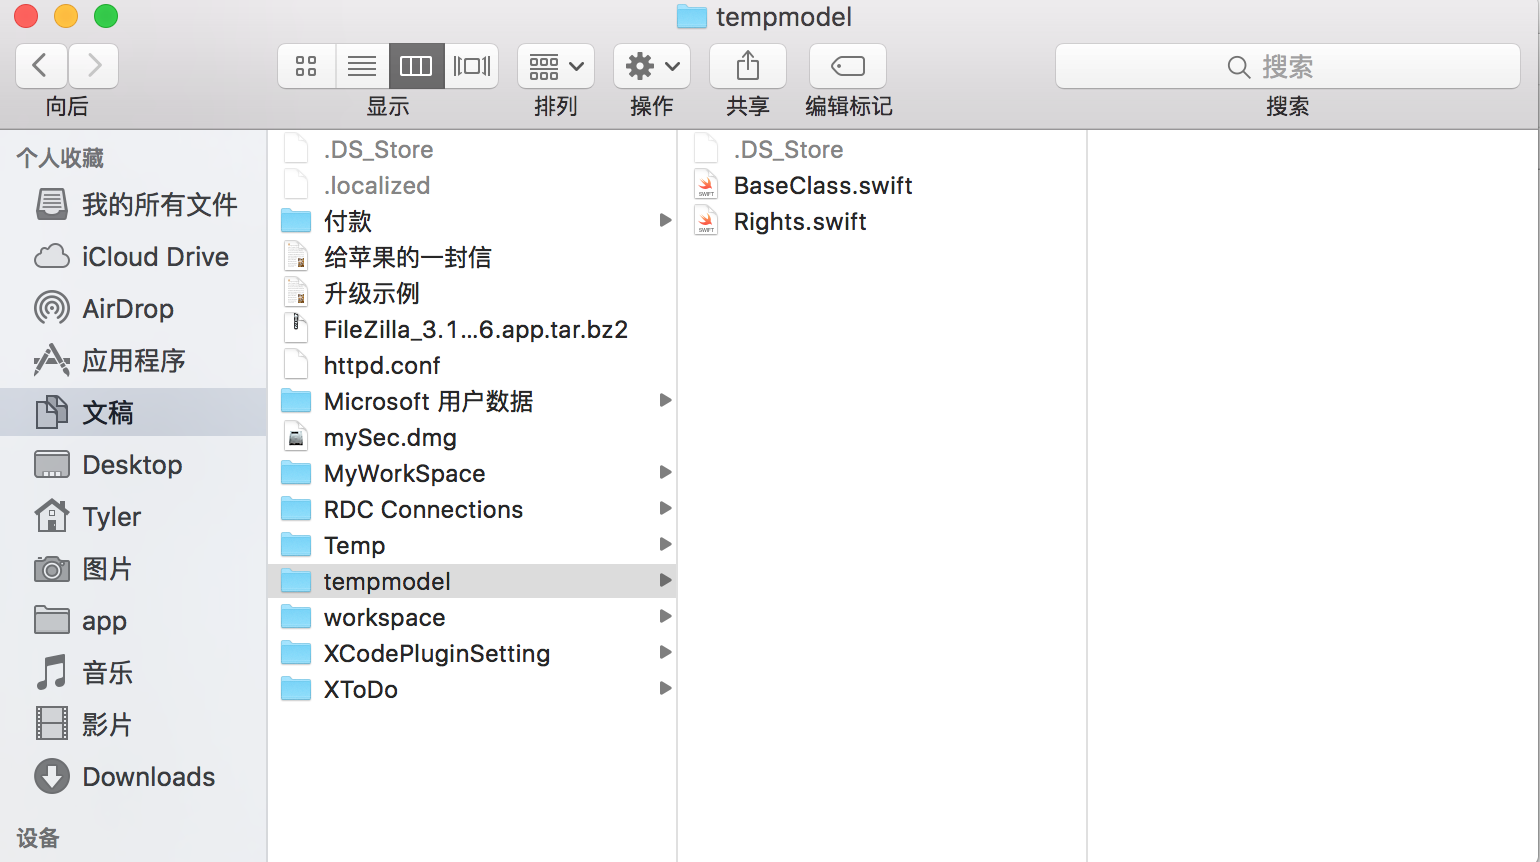 tempmodel
向后
显示
排列
操作
共享
编辑标记
搜索
搜索
个人收藏
我的所有文件
iCloud Drive
AirDrop
应用程序
文稿
Desktop
Tyler
图片
app
音乐
影片
Downloads
设备
.DS_Store
.localized
付款
给苹果的一封信
升级示例
FileZilla_3.1...6.app.tar.bz2
httpd.conf
Microsoft 用户数据
mySec.dmg
MyWorkSpace
RDC Connections
Temp
tempmodel
workspace
XCodePluginSetting
XToDo
.DS_Store
BaseClass.swift
Rights.swift
SWIFT
SWIFT